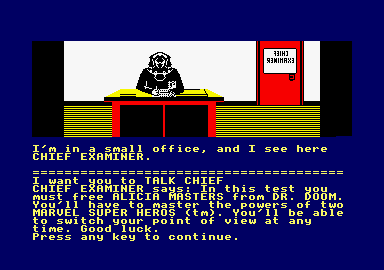 CHIEF
EXAMINER
I'm in a small office, and I see here
CHIEF EXAMINER.
==========================================
I want you to TALK CHIEF
CHIEF EXAMINER says: In this test you
must free ALICIA MASTERS from DR. DOOM.
You'll have to master the powers of two
MARVEL SUPER HEROS (tm). You'll be able
to switch your point of view at any
time. Good luck.
Press any key to continue.